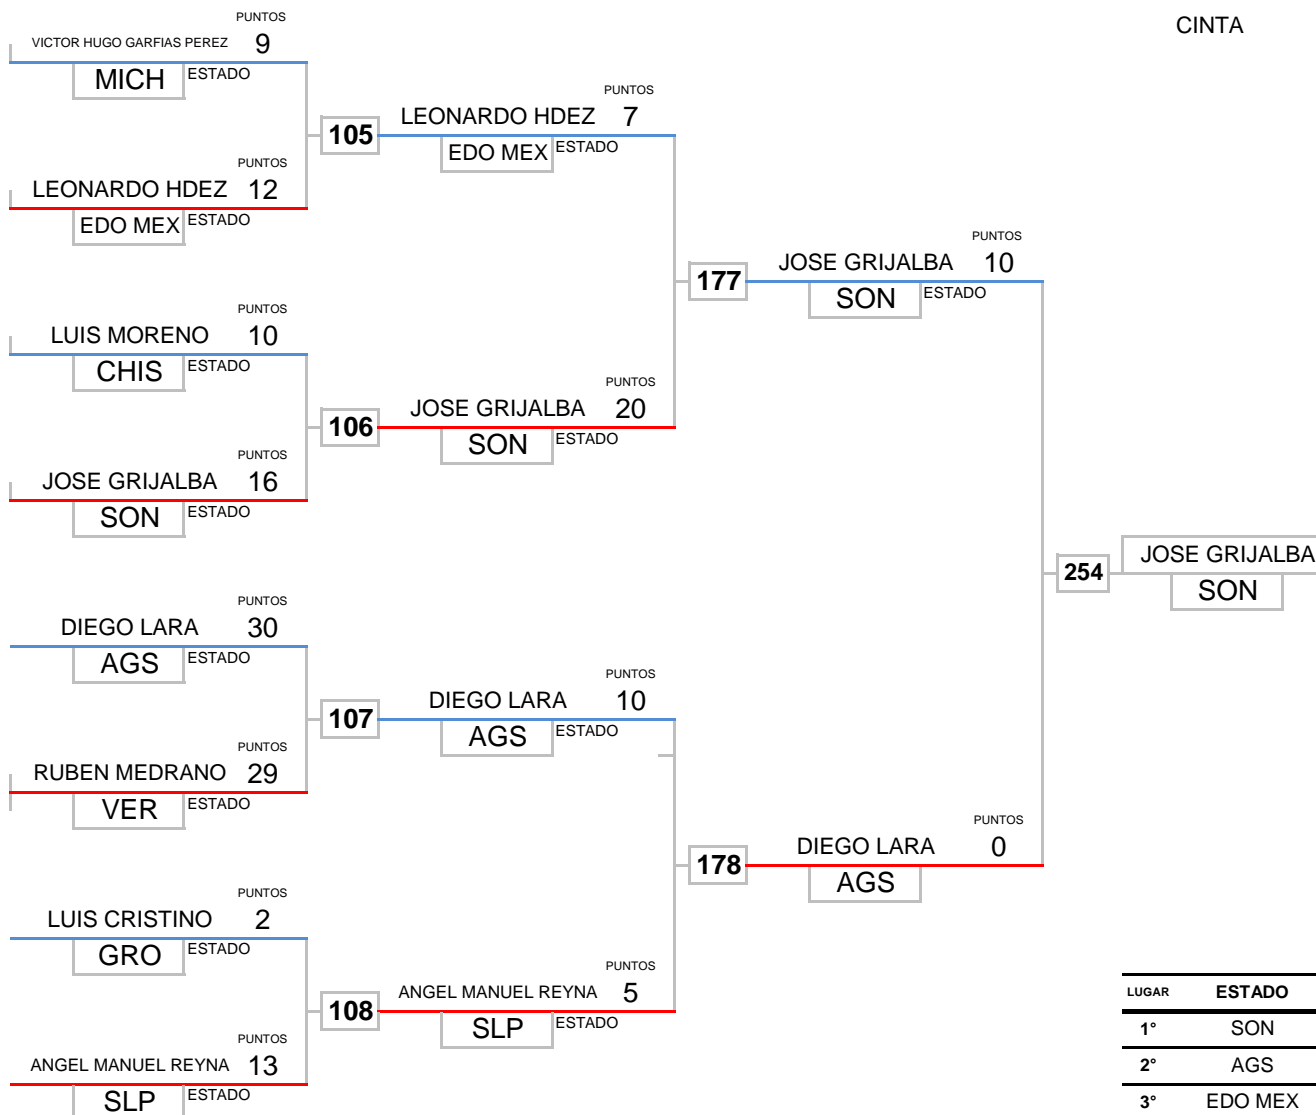 CINTA
PUNTOS
VICTOR HUGO GARFIAS PEREZ 9
MICH ESTADO
105
PUNTOS
LEONARDO HDEZ 12
EDO MEX ESTADO
PUNTOS
LEONARDO HDEZ 7
EDO MEX ESTADO
PUNTOS
LUIS MORENO 10
CHIS ESTADO
106
PUNTOS
JOSE GRIJALBA 16
SON ESTADO
PUNTOS
JOSE GRIJALBA 20
SON ESTADO
177
PUNTOS
JOSE GRIJALBA 10
SON ESTADO
PUNTOS
DIEGO LARA 30
AGS ESTADO
107
PUNTOS
RUBEN MEDRANO 29
VER ESTADO
PUNTOS
DIEGO LARA 10
AGS ESTADO
PUNTOS
LUIS CRISTINO 2
GRO ESTADO
108
PUNTOS
ANGEL MANUEL REYNA 13
SLP ESTADO
PUNTOS
ANGEL MANUEL REYNA 5
SLP ESTADO
178
PUNTOS
DIEGO LARA 0
AGS
254
JOSE GRIJALBA
SON
LUGAR ESTADO
1° SON
2° AGS
3° EDO MEX